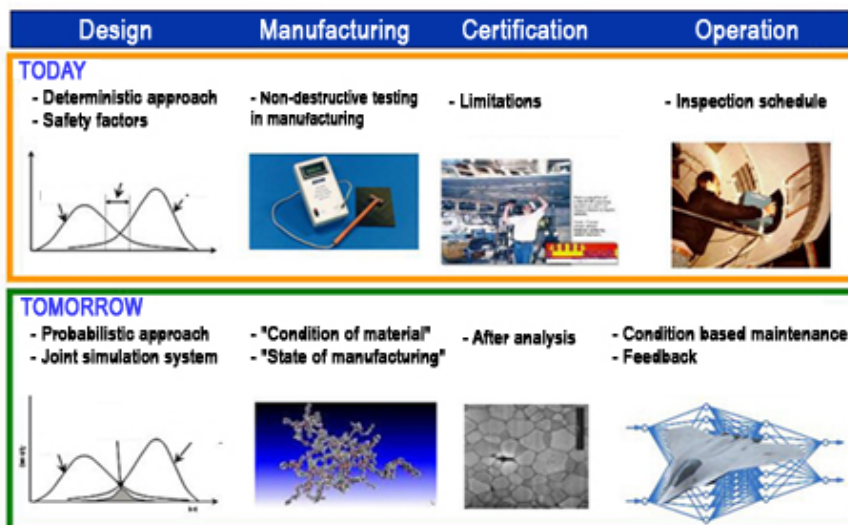 Design Manufacturing Certification Operation
TODAY
- Deterministic approach
- Safety factors
- Non-destructive testing
in manufacturing
- Limitations
- Inspection schedule
TOMORROW
- Probabilistic approach
- Joint simulation system
- "Condition of material"
- "State of manufacturing"
- After analysis
- Condition based maintenance
- Feedback